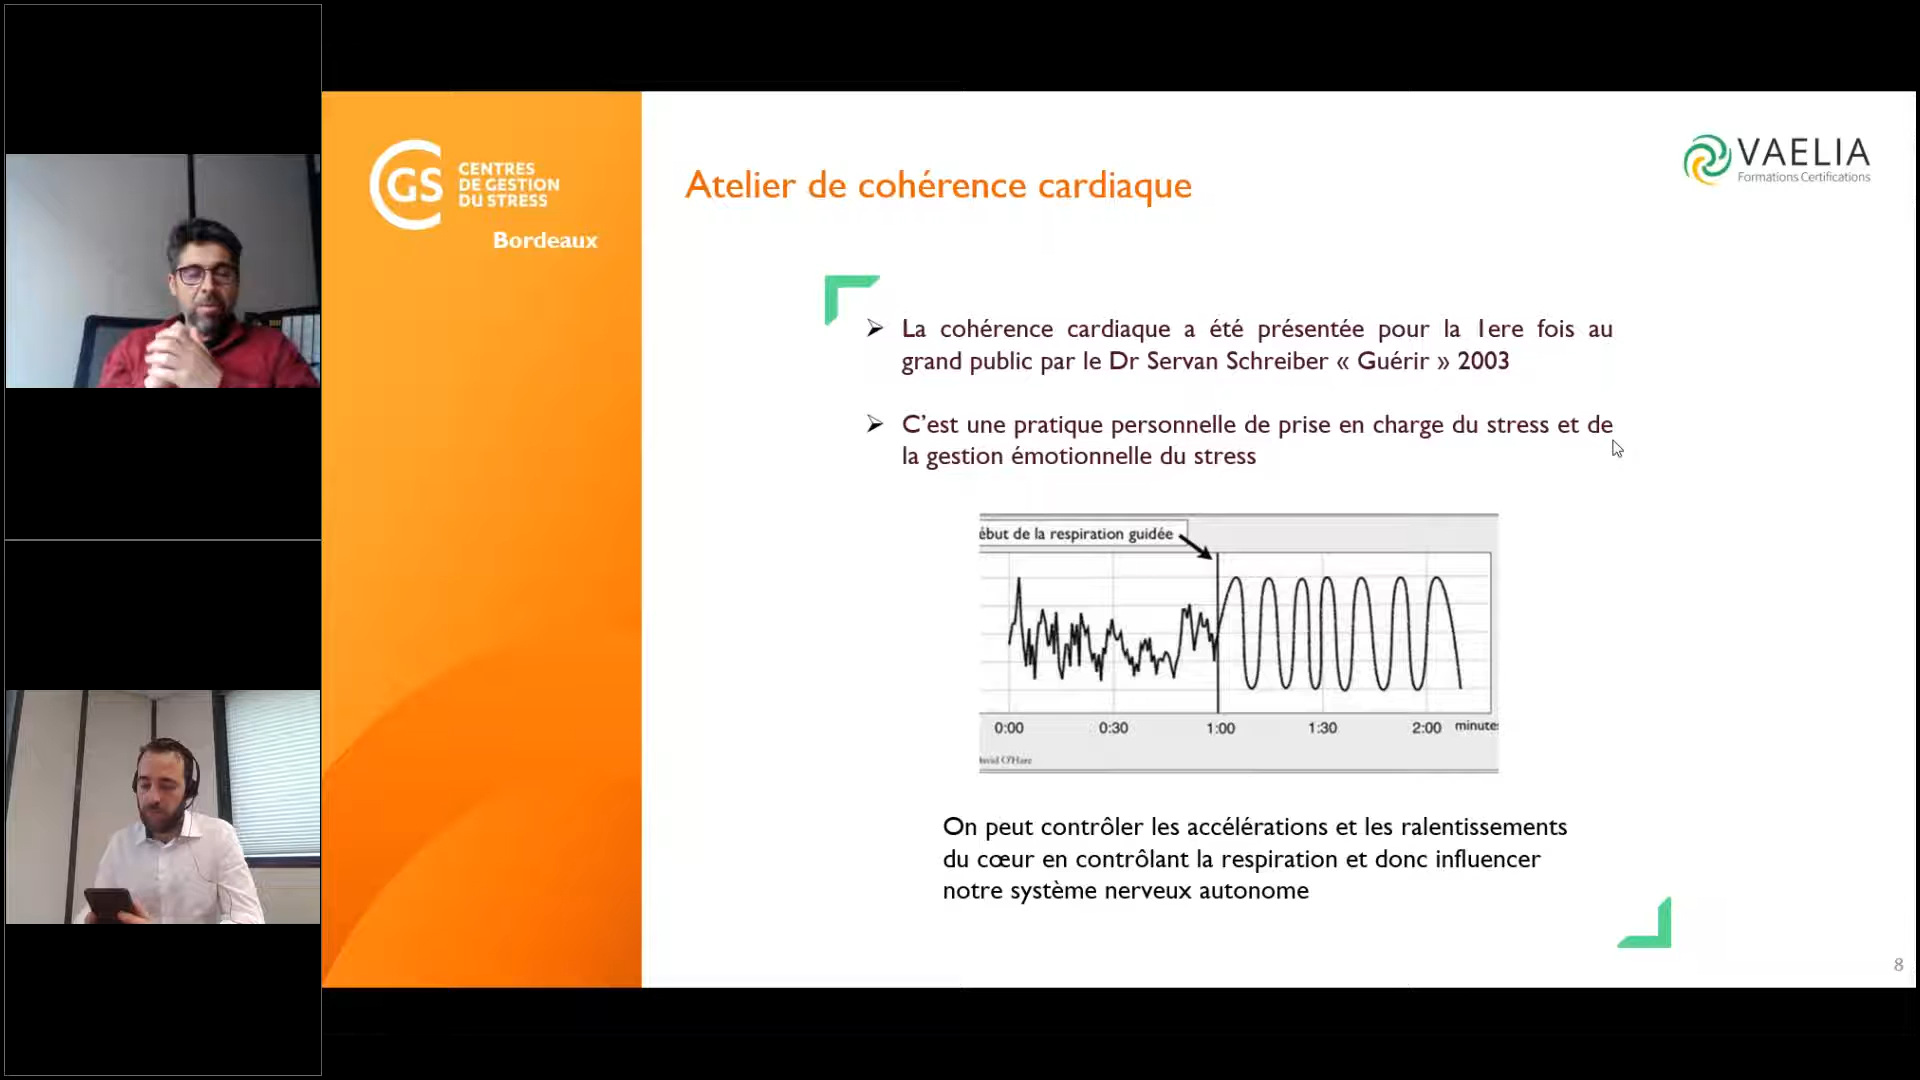 GS
CENTRES
DE GESTION
DU STRESS
Bordeaux
VAELIA
Formations Certifications
Atelier de cohérence cardiaque
La cohérence cardiaque a été présentée pour la 1ere fois au
grand public par le Dr Servan Schreiber « Guérir » 2003
C’est une pratique personnelle de prise en charge du stress et de
la gestion émotionnelle du stress
ébut de la respiration guidée
0:00 0:30 1:00 1:30 2:00 minutes
David O'Hare
On peut contrôler les accélérations et les ralentissements
du cœur en contrôlant la respiration et donc influencer
notre système nerveux autonome
8